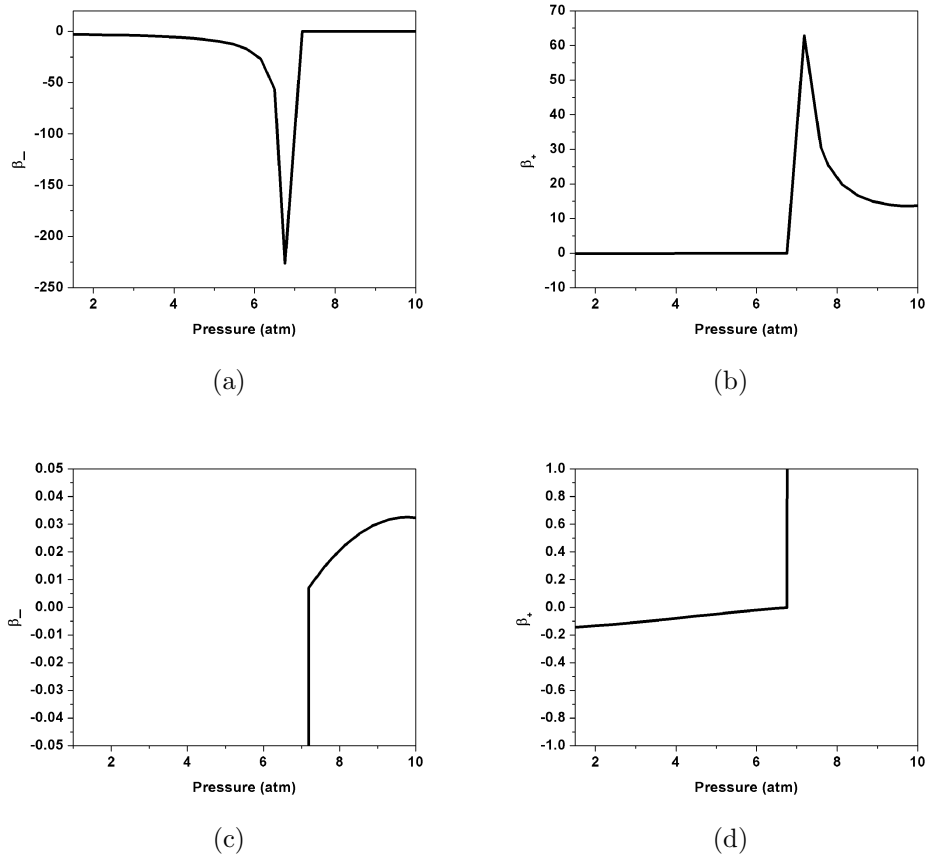 0
-50
-100
-150
-200
-250
2 4 6 8 10
β_
Pressure (atm)
(a)
70
60
50
40
30
20
10
0
-10
2 4 6 8 10
β+
Pressure (atm)
(b)
0.05
0.04
0.03
0.02
0.01
0.00
-0.01
-0.02
-0.03
-0.04
-0.05
2 4 6 8 10
β_
Pressure (atm)
(c)
1.0
0.8
0.6
0.4
0.2
0.0
-0.2
-0.4
-0.6
-0.8
-1.0
2 4 6 8 10
β+
Pressure (atm)
(d)